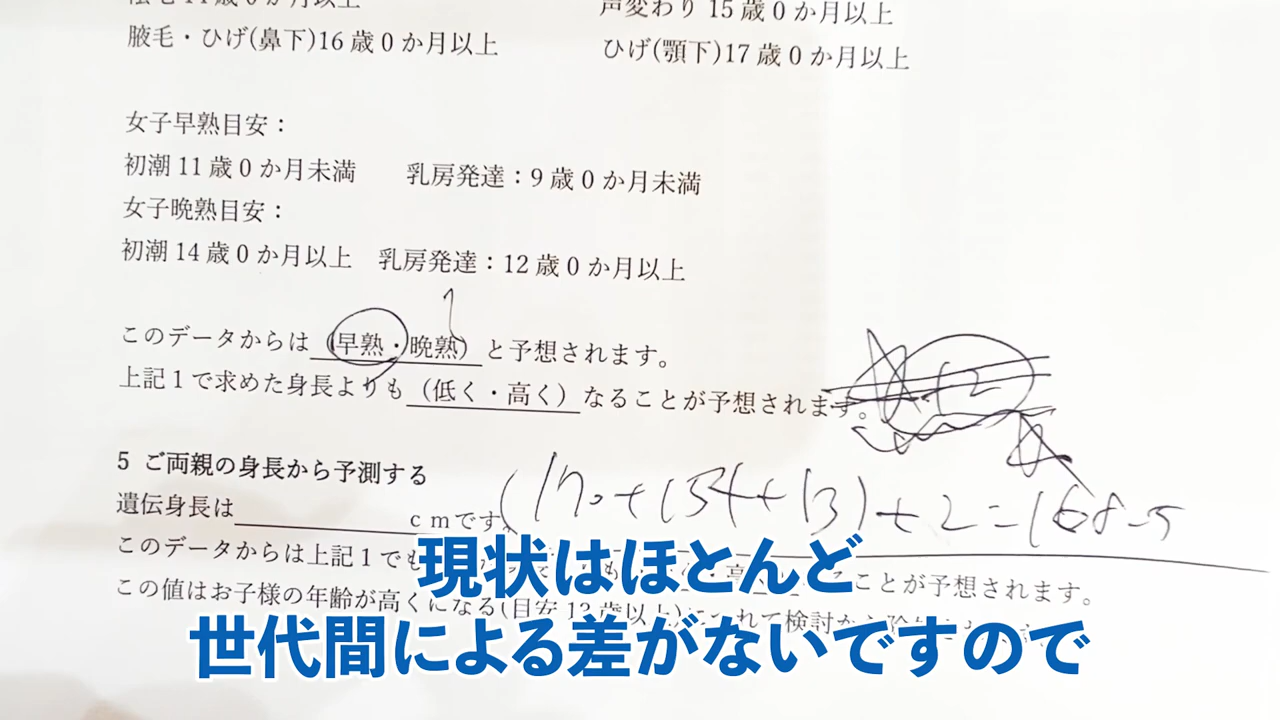 声変わり 15歳0か月以上
腋毛・ひげ(鼻下)16歳0か月以上 ひげ(顎下)17歳0か月以上
女子早熟目安：
初潮11歳0か月未満 乳房発達：9歳0か月未満
女子晩熟目安：
初潮14歳0か月以上 乳房発達：12歳0か月以上
このデータからは（早熟・晩熟）と予想されます。
上記1で求めた身長よりも（低く・高く）なることが予想されます。
5 ご両親の身長から予測する
遺伝身長は cmです
(170+154+13)÷2=168.5
このデータからは上記1でも ことが予想されます。
この値はお子様の年齢が高くになる(目安13歳以上)につれて検討から
現状はほとんど
世代間による差がないですので